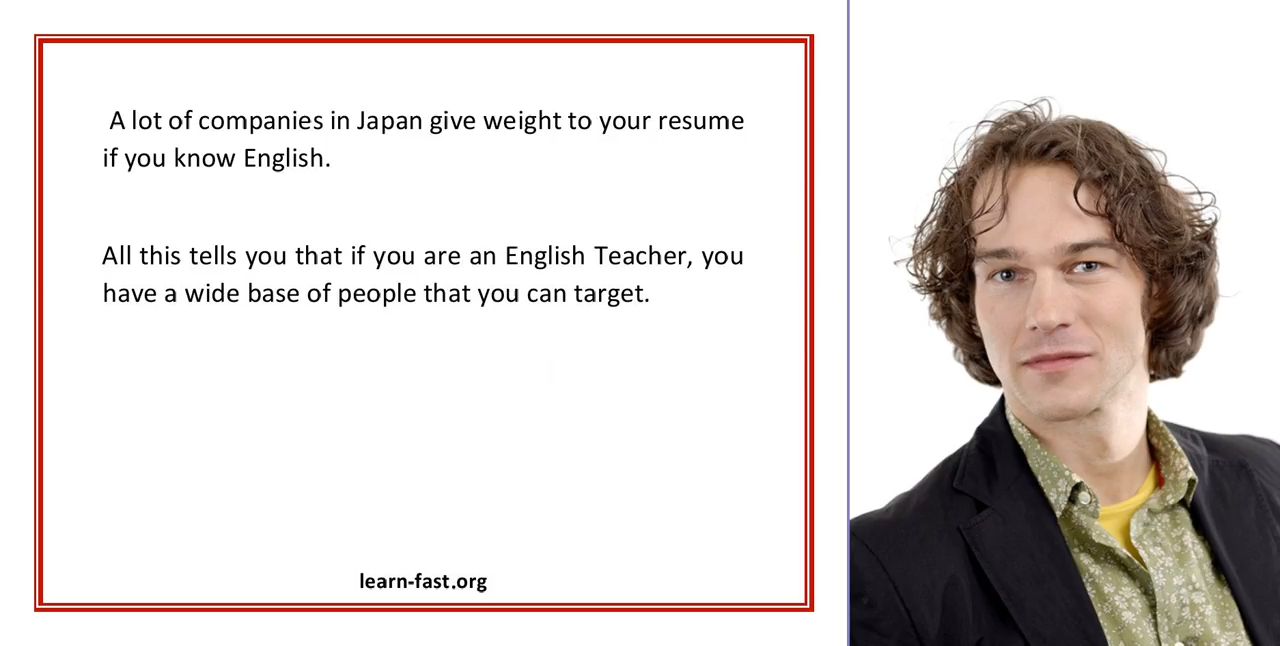 A lot of companies in Japan give weight to your resume
if you know English.
All this tells you that if you are an English Teacher, you
have a wide base of people that you can target.
learn-fast.org